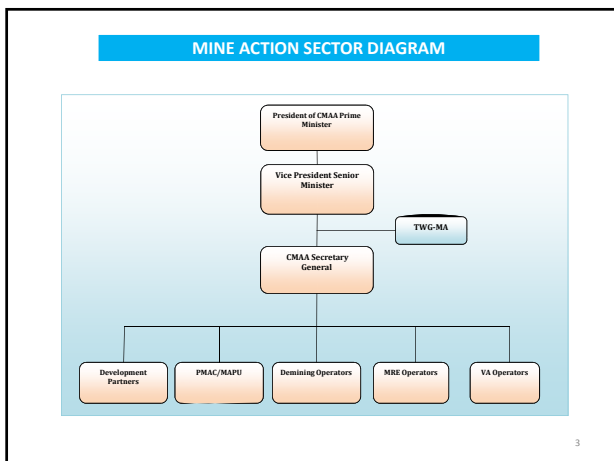 MINE ACTION SECTOR DIAGRAM
President of CMAA Prime
Minister
Vice President Senior
Minister
TWG-MA
CMAA Secretary
General
Development
Partners
PMAC/MAPU
Demining Operators
MRE Operators
VA Operators
3